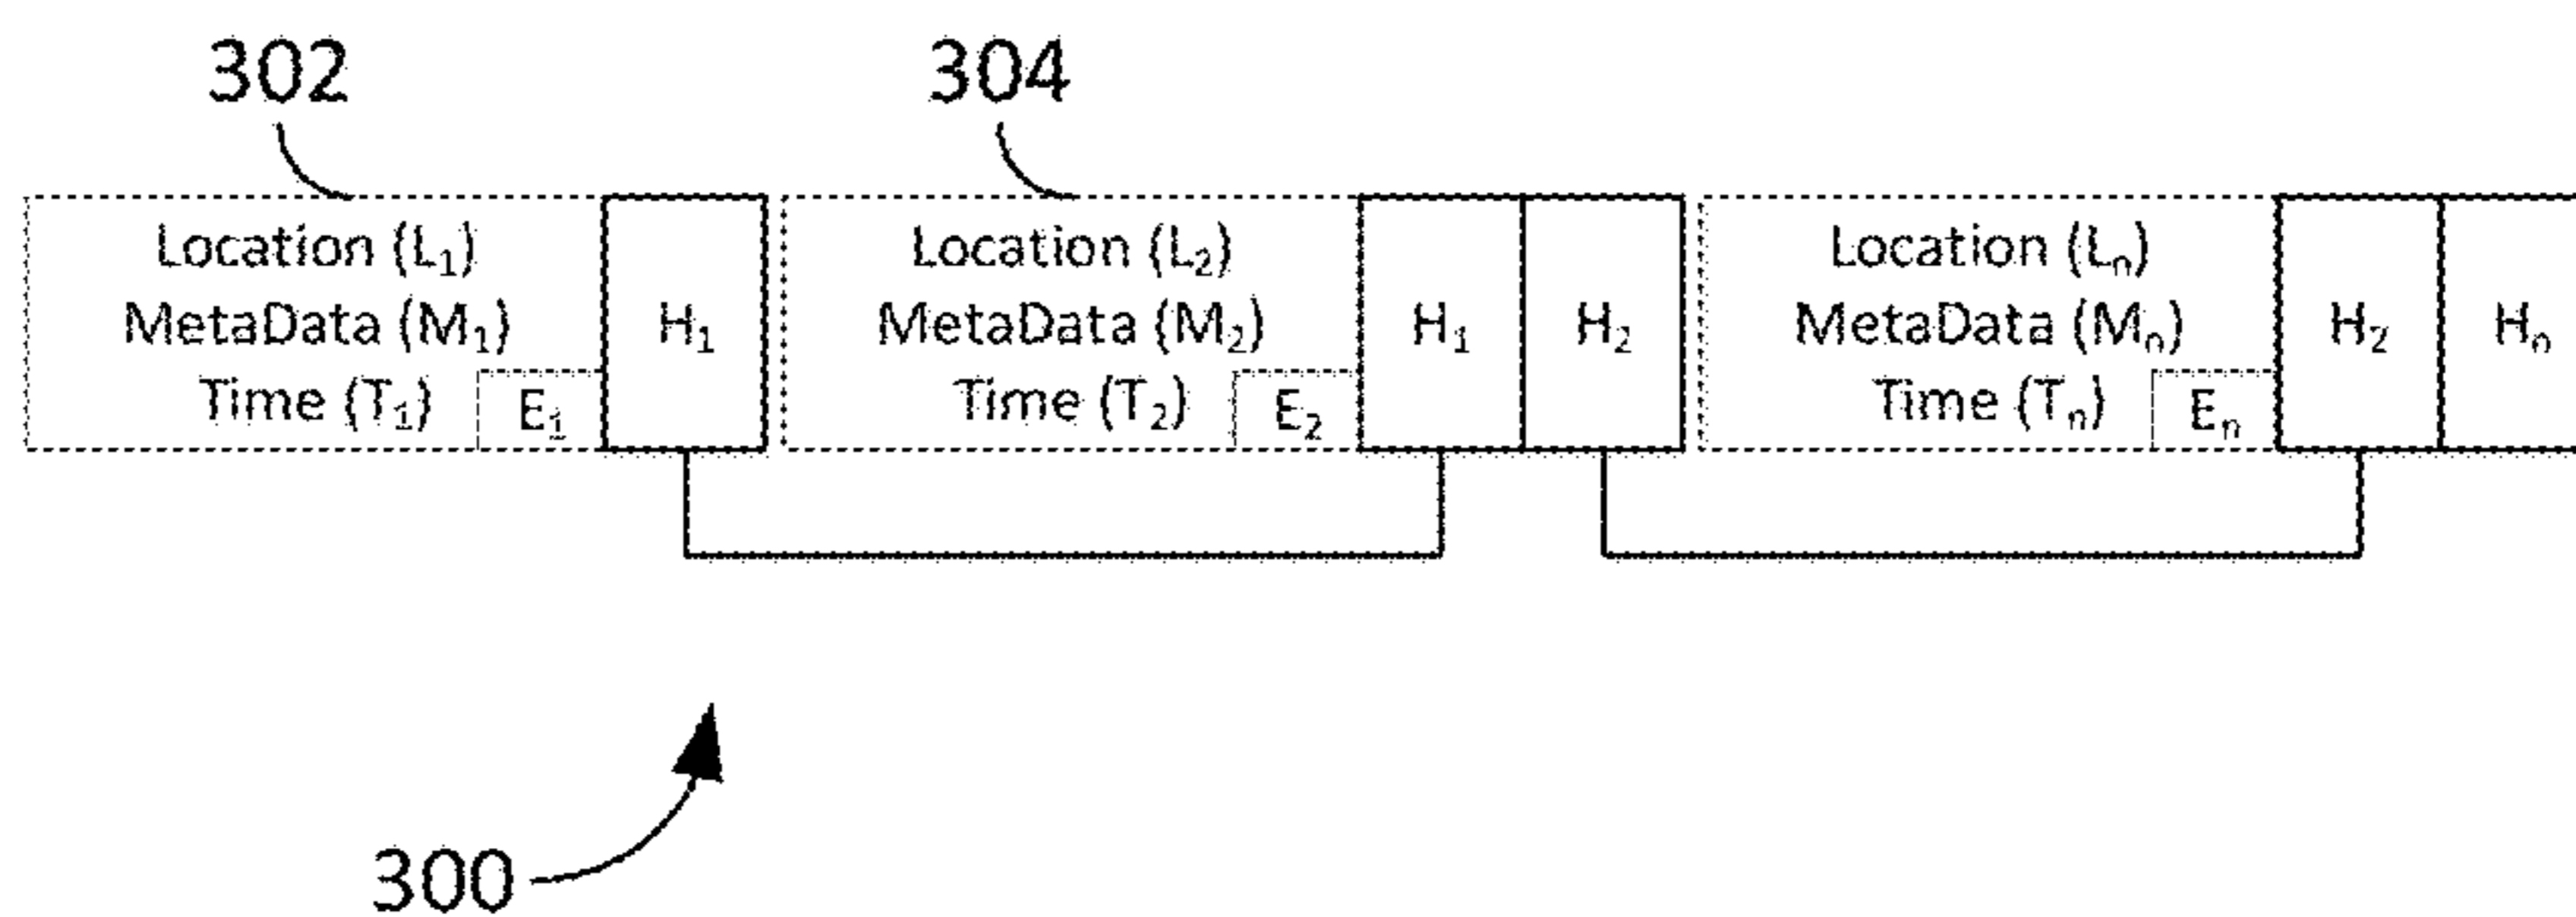 302 304
Location (L₁) Location (L₂) Location (Lₙ)
MetaData (M₁) H₁ MetaData (M₂) H₁ H₂ MetaData (Mₙ) H₂ Hₙ
Time (T₁) E₁ Time (T₂) E₂ Time (Tₙ) Eₙ
300